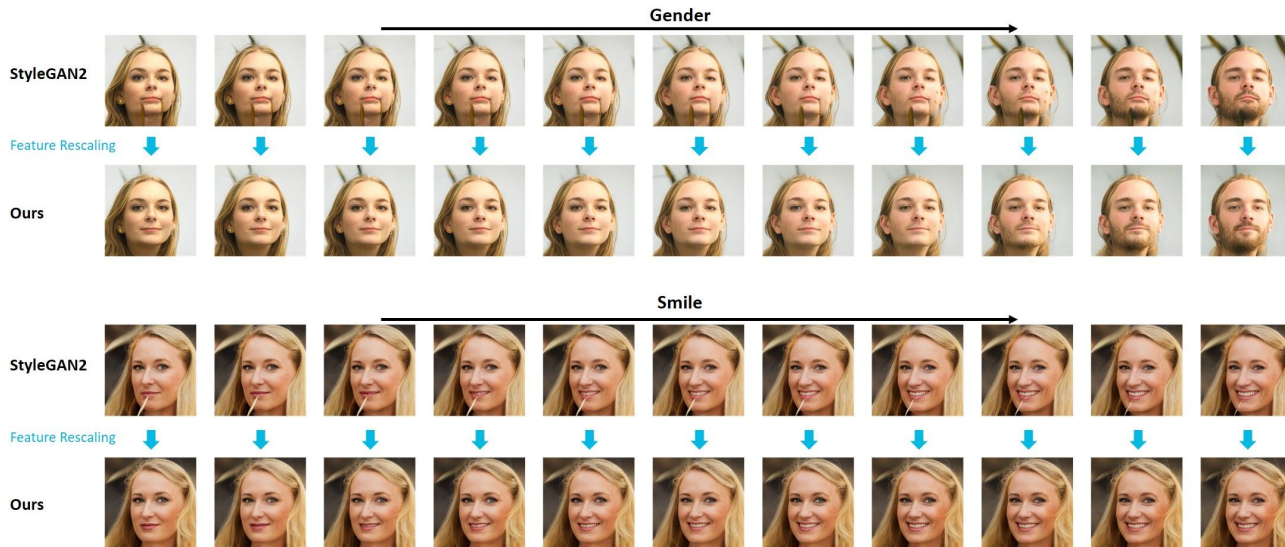 Gender
StyleGAN2
Feature Rescaling
Ours
Smile
StyleGAN2
Feature Rescaling
Ours